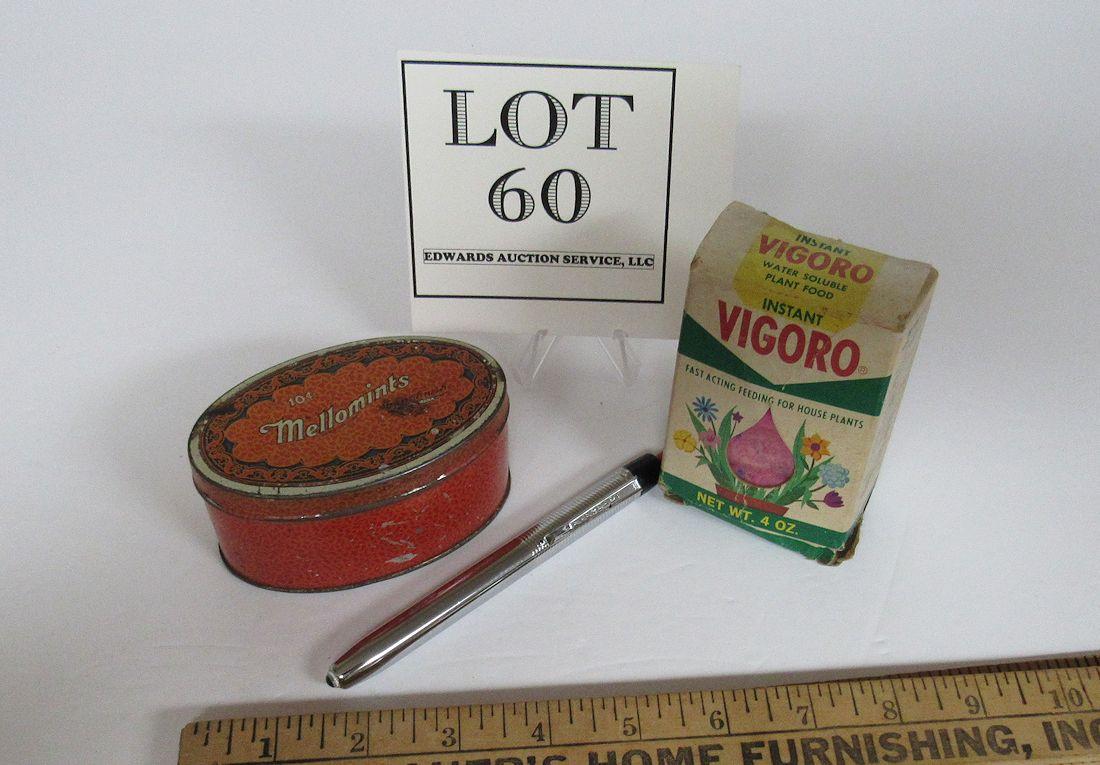 LOT
60
EDWARDS AUCTION SERVICE, LLC
INSTANT
VIGORO
WATER SOLUBLE
PLANT FOOD
INSTANT
VIGORO®
FAST ACTING FEEDING FOR HOUSE PLANTS
NET WT. 4 OZ.
10¢
Mellomints
1 2 3 4 5 6 7 8 9 10
HOME FURNISHING, INC